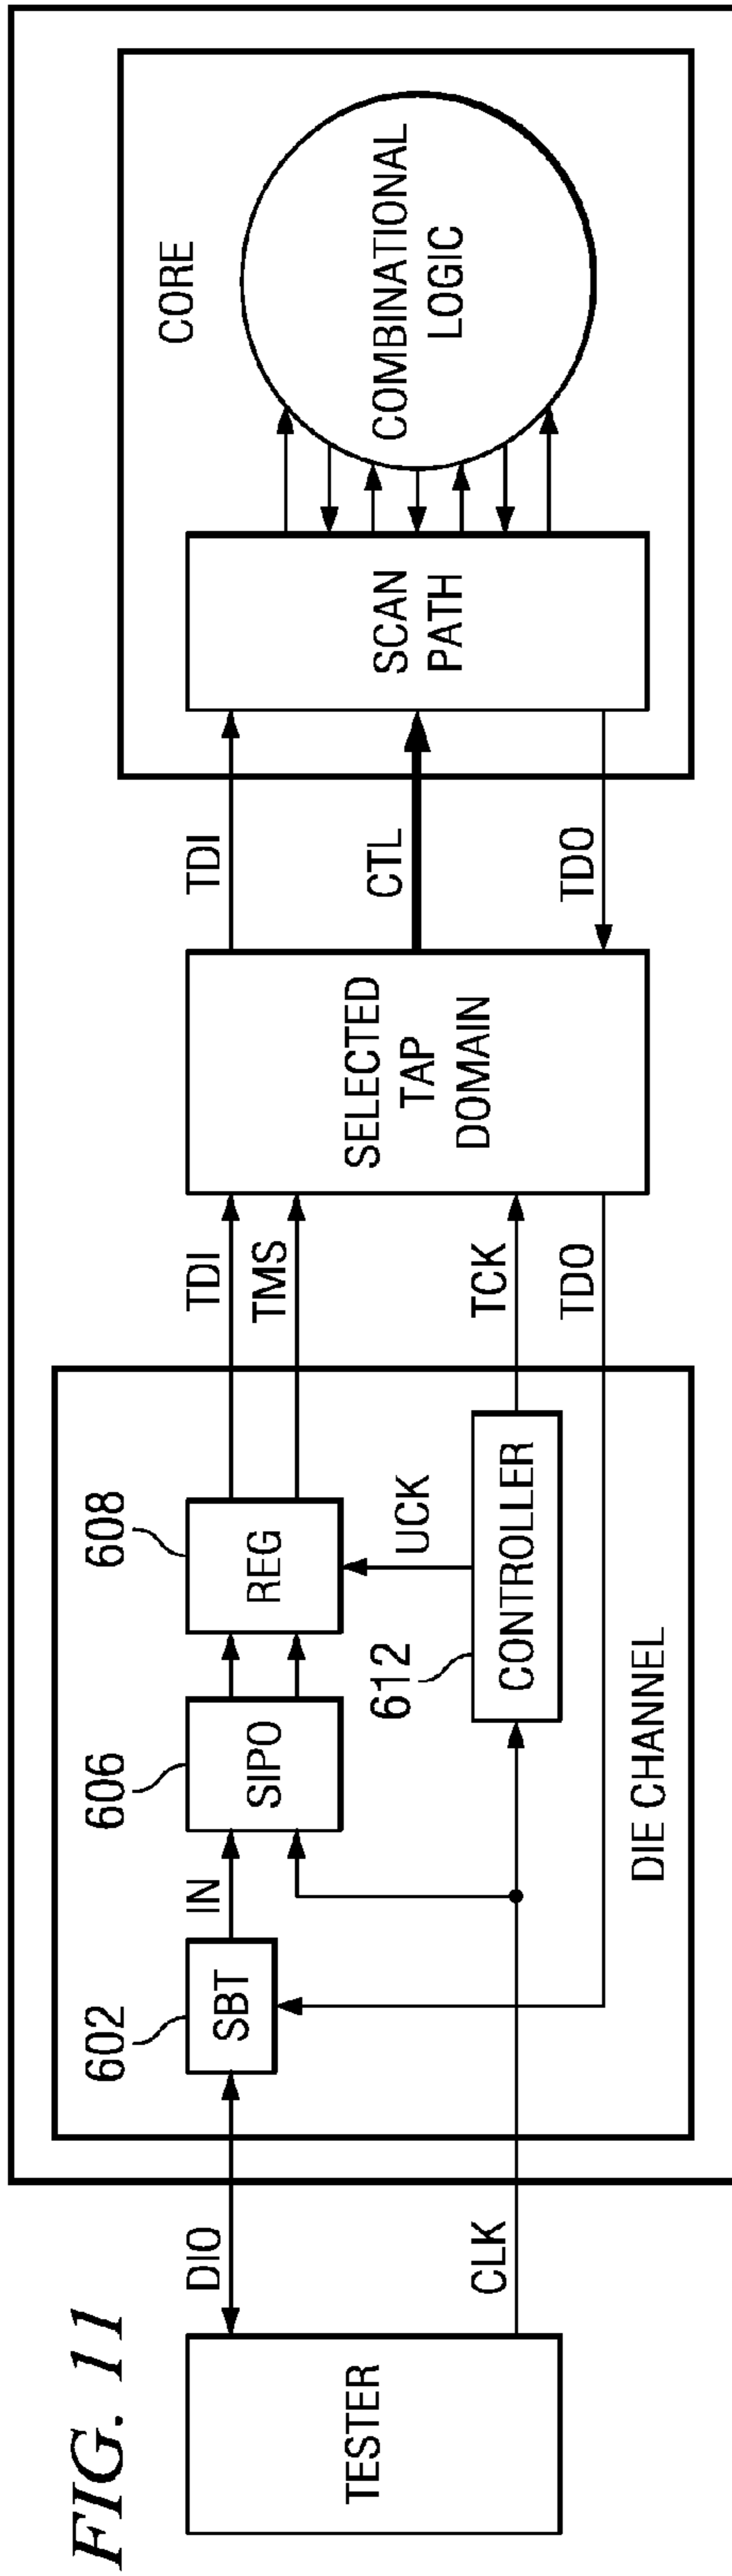 FIG. 11
TESTER
DIO
CLK
602
SBT
IN
606
SIPO
608
REG
UCK
612
CONTROLLER
DIE CHANNEL
TDI
TMS
TCK
TDO
SELECTED
TAP
DOMAIN
TDI
CTL
TDO
CORE
SCAN
PATH
COMBINATIONAL
LOGIC